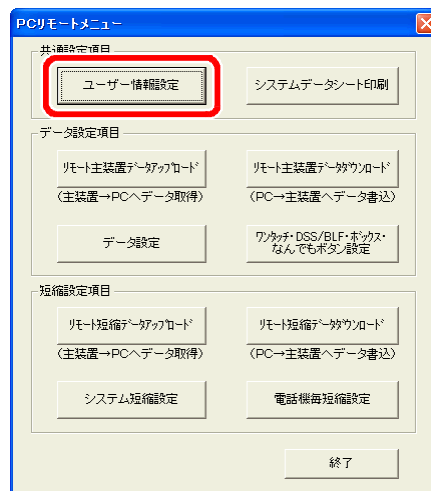 PCリモートメニュー
共通設定項目
ユーザー情報設定
システムデータシート印刷
データ設定項目
ﾘﾓｰﾄ主装置ﾃﾞｰﾀｱｯﾌﾟﾛｰﾄﾞ
ﾘﾓｰﾄ主装置ﾃﾞｰﾀﾀﾞｳﾝﾛｰﾄﾞ
(主装置→PCへデータ取得)
(PC→主装置へデータ書込)
データ設定
ﾜﾝﾀｯﾁ・DSS/BLF・ﾎﾞｯｸｽ・
なんでもボタン設定
短縮設定項目
ﾘﾓｰﾄ短縮ﾃﾞｰﾀｱｯﾌﾟﾛｰﾄﾞ
ﾘﾓｰﾄ短縮ﾃﾞｰﾀﾀﾞｳﾝﾛｰﾄﾞ
(主装置→PCへデータ取得)
(PC→主装置へデータ書込)
システム短縮設定
電話機毎短縮設定
終了